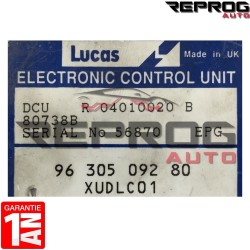 REPROG
AUTO
Lucas
Made in UK
ELECTRONIC CONTROL UNIT
DCU R 04010020 B
80738B
SERIAL No 56870 EPG
96 305 092 80
XUDLC01
REPROG
GARANTIE
1 AN